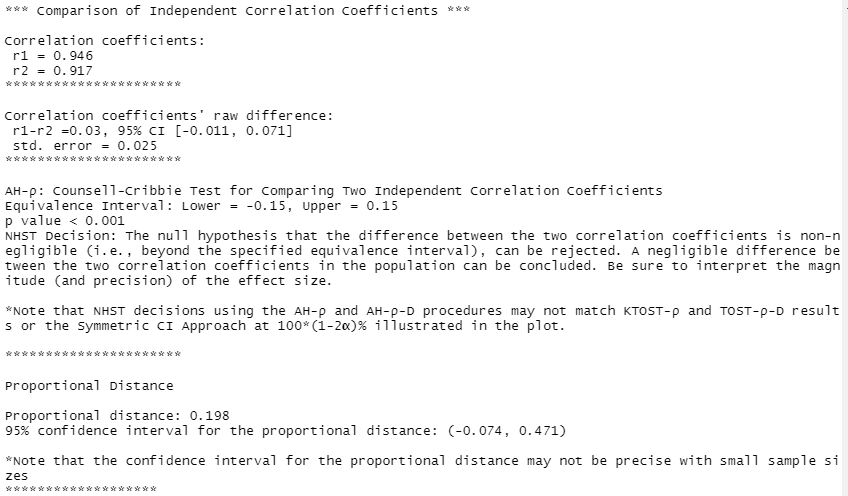 *** Comparison of Independent Correlation Coefficients ***
Correlation coefficients:
r1 = 0.946
r2 = 0.917
**********************
Correlation coefficients' raw difference:
r1-r2 =0.03, 95% CI [-0.011, 0.071]
std. error = 0.025
**********************
AH-ρ: Counsell-Cribbie Test for Comparing Two Independent Correlation Coefficients
Equivalence Interval: Lower = -0.15, Upper = 0.15
p value < 0.001
NHST Decision: The null hypothesis that the difference between the two correlation coefficients is non-n
egligible (i.e., beyond the specified equivalence interval), can be rejected. A negligible difference be
tween the two correlation coefficients in the population can be concluded. Be sure to interpret the magn
itude (and precision) of the effect size.
*Note that NHST decisions using the AH-ρ and AH-ρ-D procedures may not match KTOST-ρ and TOST-ρ-D result
s or the Symmetric CI Approach at 100*(1-2α)% illustrated in the plot.
**********************
Proportional Distance
Proportional distance: 0.198
95% confidence interval for the proportional distance: (-0.074, 0.471)
*Note that the confidence interval for the proportional distance may not be precise with small sample si
zes
*******************